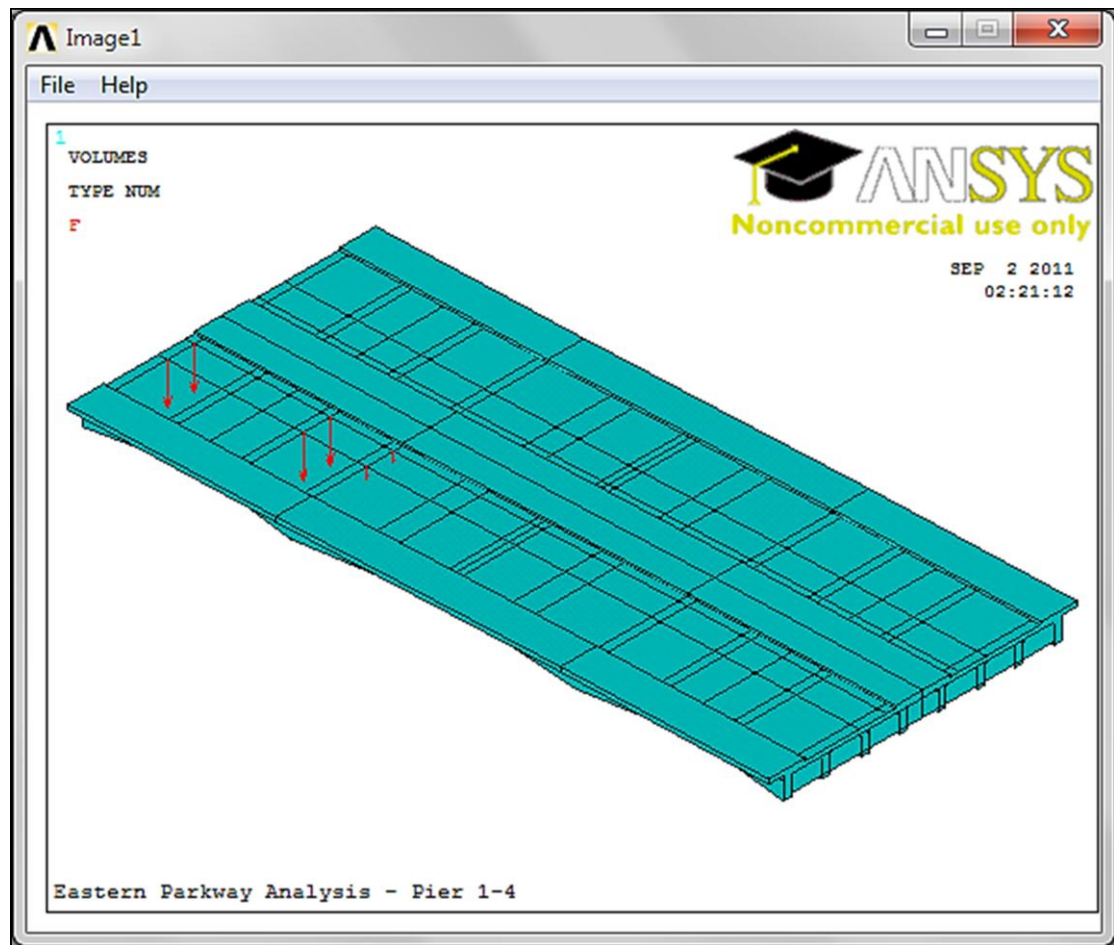 Image1
File Help
1
VOLUMES
TYPE NUM
F
ANSYS
Noncommercial use only
SEP 2 2011
02:21:12
Eastern Parkway Analysis - Pier 1-4